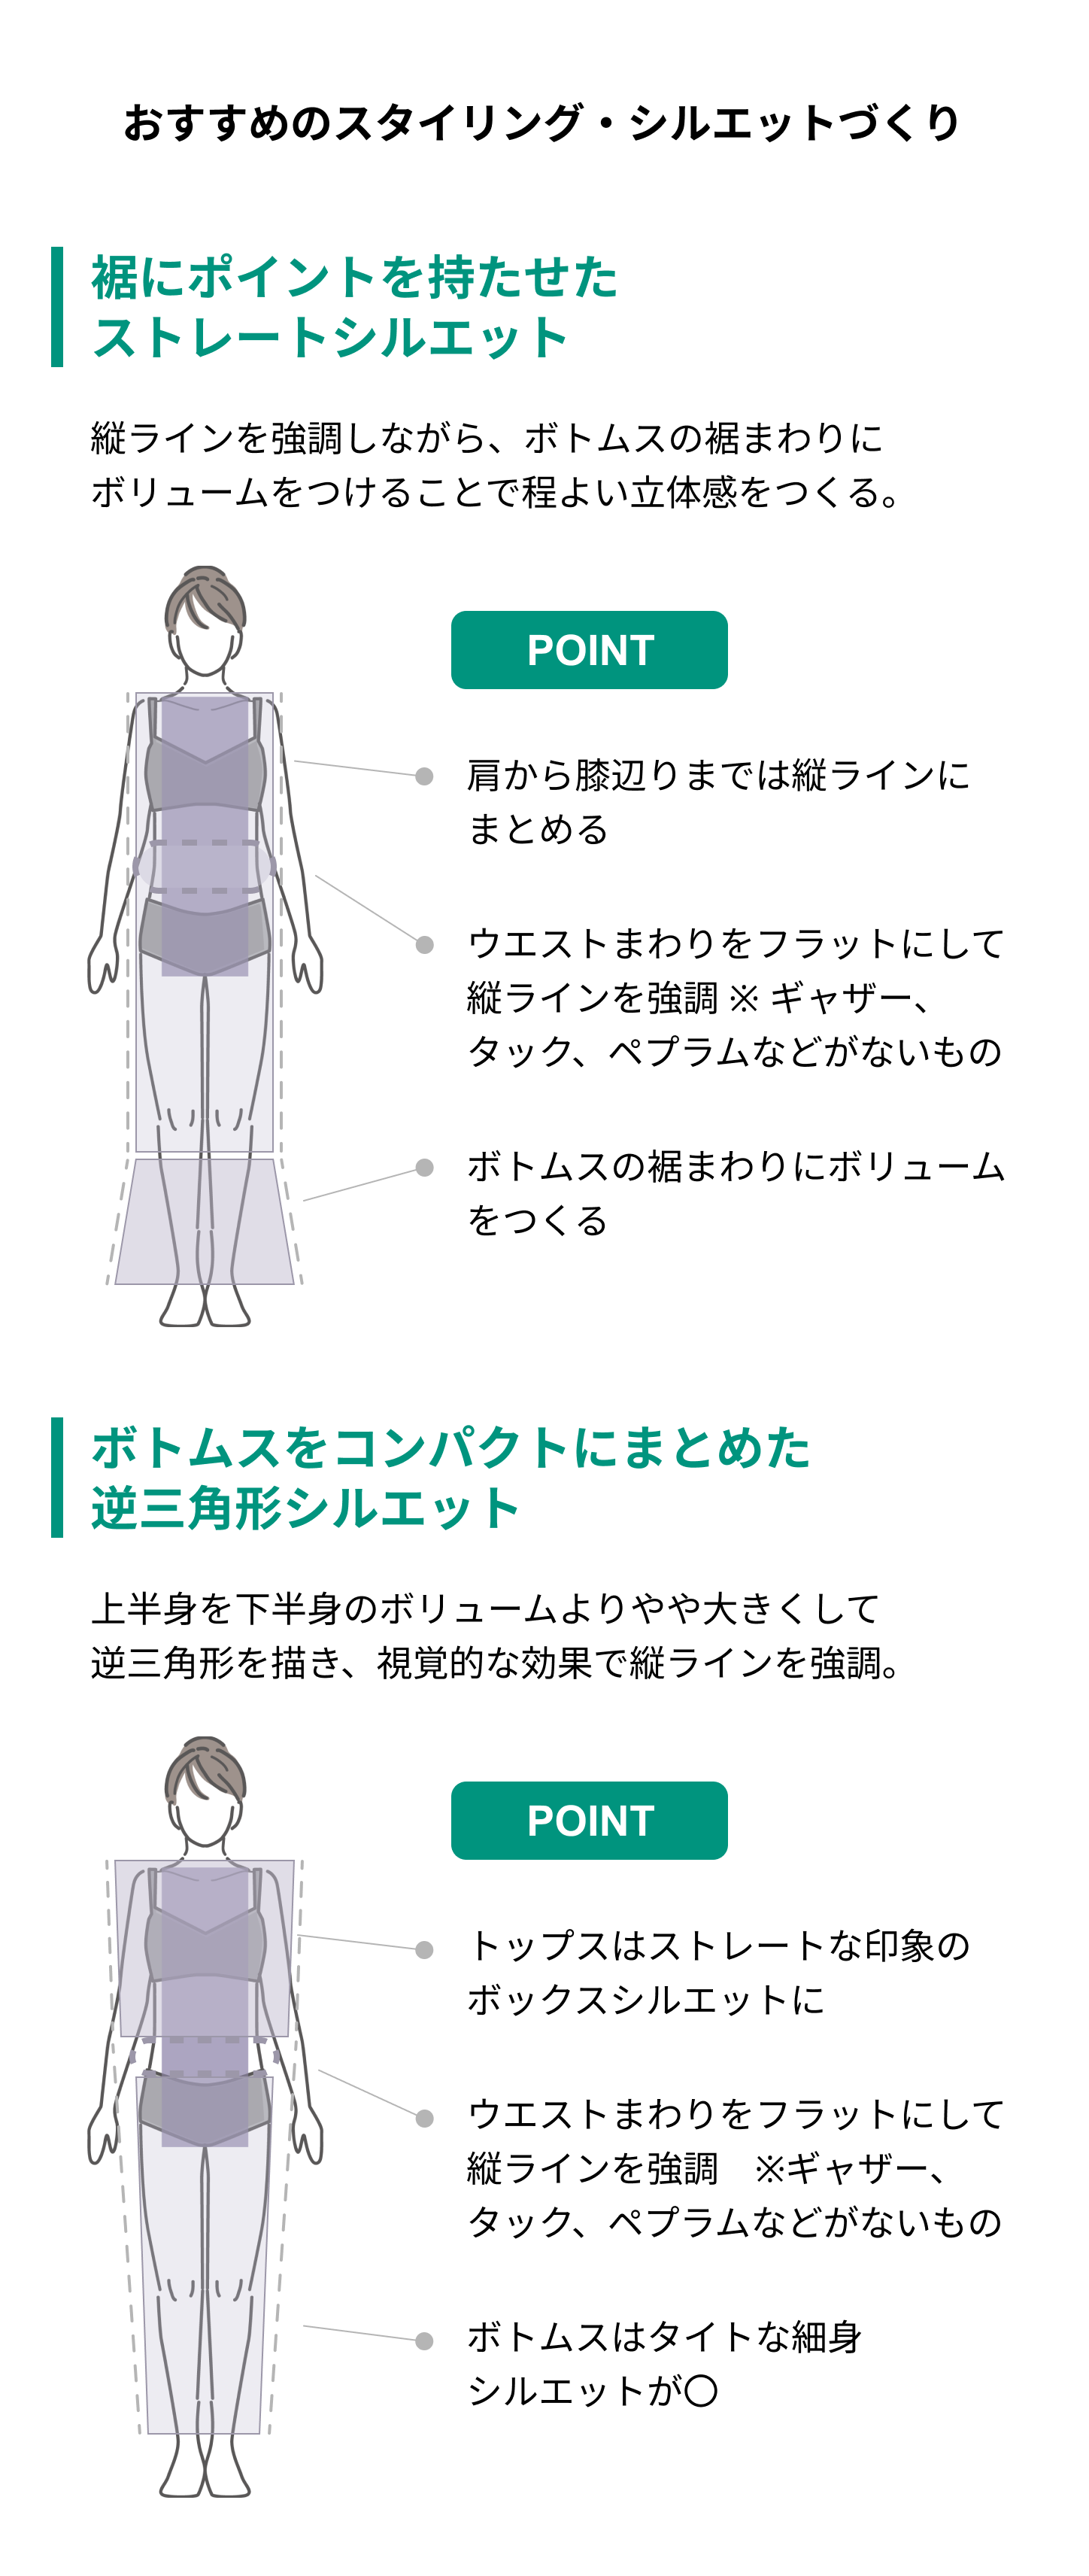 おすすめのスタイリング・シルエットづくり
裾にポイントを持たせた
ストレートシルエット
縦ラインを強調しながら、ボトムスの裾まわりに
ボリュームをつけることで程よい立体感をつくる。
POINT
肩から膝辺りまでは縦ラインに
まとめる
ウエストまわりをフラットにして
縦ラインを強調 ※ ギャザー、
タック、ペプラムなどがないもの
ボトムスの裾まわりにボリューム
をつくる
ボトムスをコンパクトにまとめた
逆三角形シルエット
上半身を下半身のボリュームよりやや大きくして
逆三角形を描き、視覚的な効果で縦ラインを強調。
POINT
トップスはストレートな印象の
ボックスシルエットに
ウエストまわりをフラットにして
縦ラインを強調　※ギャザー、
タック、ペプラムなどがないもの
ボトムスはタイトな細身
シルエットが〇